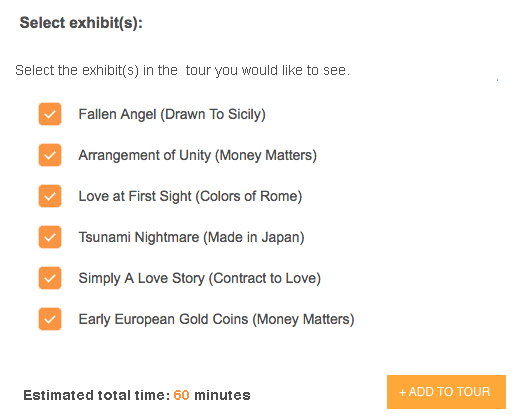 Select exhibit(s):
Select the exhibit(s) in the tour you would like to see.
Fallen Angel (Drawn To Sicily)
Arrangement of Unity (Money Matters)
Love at First Sight (Colors of Rome)
Tsunami Nightmare (Made in Japan)
Simply A Love Story (Contract to Love)
Early European Gold Coins (Money Matters)
Estimated total time: 60 minutes
+ ADD TO TOUR